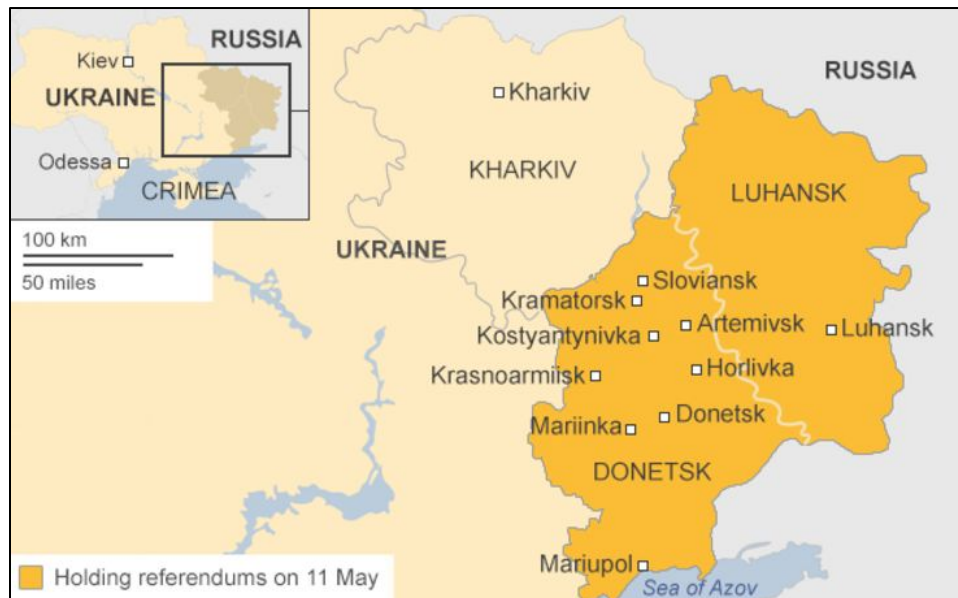 RUSSIA
Kiev
UKRAINE
Odessa
CRIMEA
100 km
50 miles
RUSSIA
Kharkiv
KHARKIV
LUHANSK
UKRAINE
Sloviansk
Kramatorsk
Artemivsk
Luhansk
Kostyantynivka
Horlivka
Krasnoarmiisk
Donetsk
Mariinka
DONETSK
Mariupol
Sea of Azov
Holding referendums on 11 May